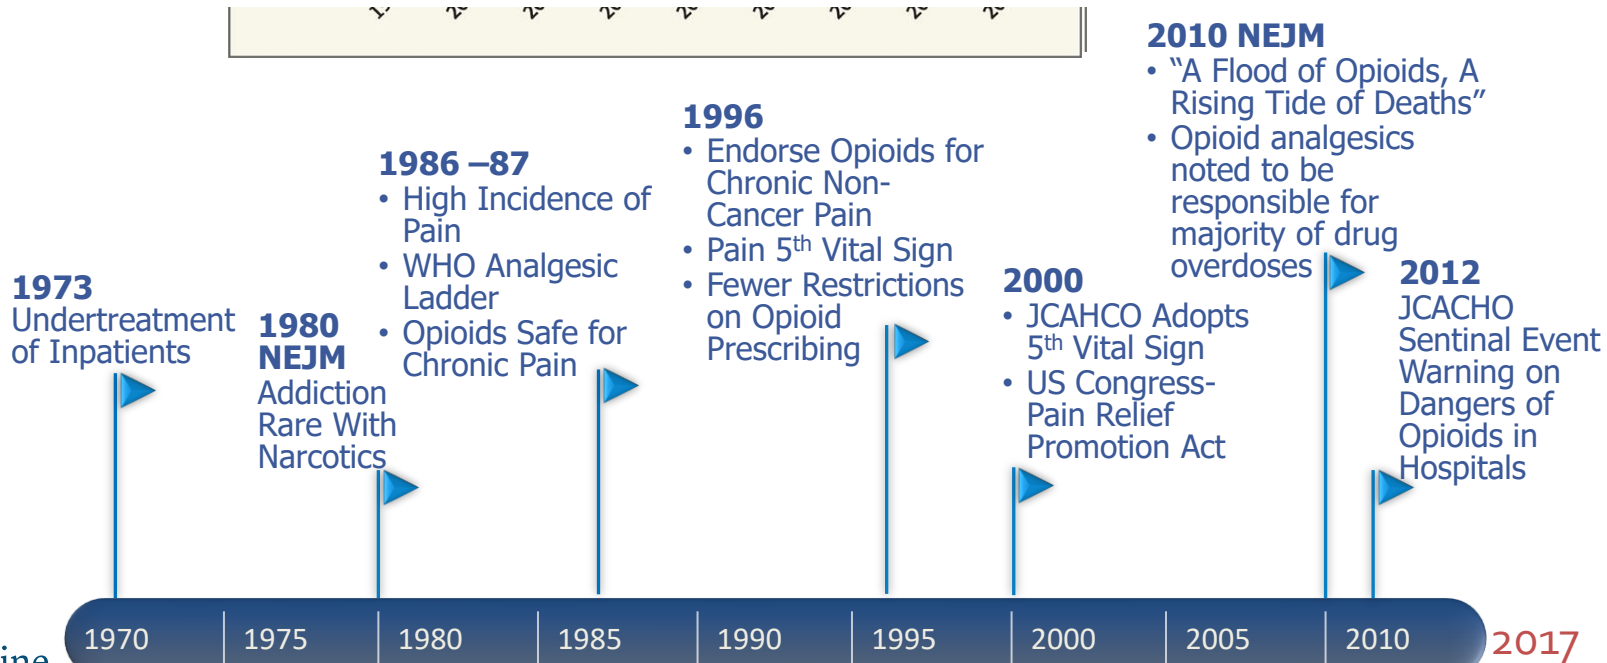 1973
Undertreatment
of Inpatients
1980
NEJM
Addiction
Rare With
Narcotics
1986 –87
• High Incidence of
Pain
• WHO Analgesic
Ladder
• Opioids Safe for
Chronic Pain
1996
• Endorse Opioids for
Chronic Non-
Cancer Pain
• Pain 5th Vital Sign
• Fewer Restrictions
on Opioid
Prescribing
2000
• JCAHCO Adopts
5th Vital Sign
• US Congress-
Pain Relief
Promotion Act
2010 NEJM
• “A Flood of Opioids, A
Rising Tide of Deaths”
• Opioid analgesics
noted to be
responsible for
majority of drug
overdoses
2012
JCACHO
Sentinal Event
Warning on
Dangers of
Opioids in
Hospitals
1970 1975 1980 1985 1990 1995 2000 2005 2010 2017